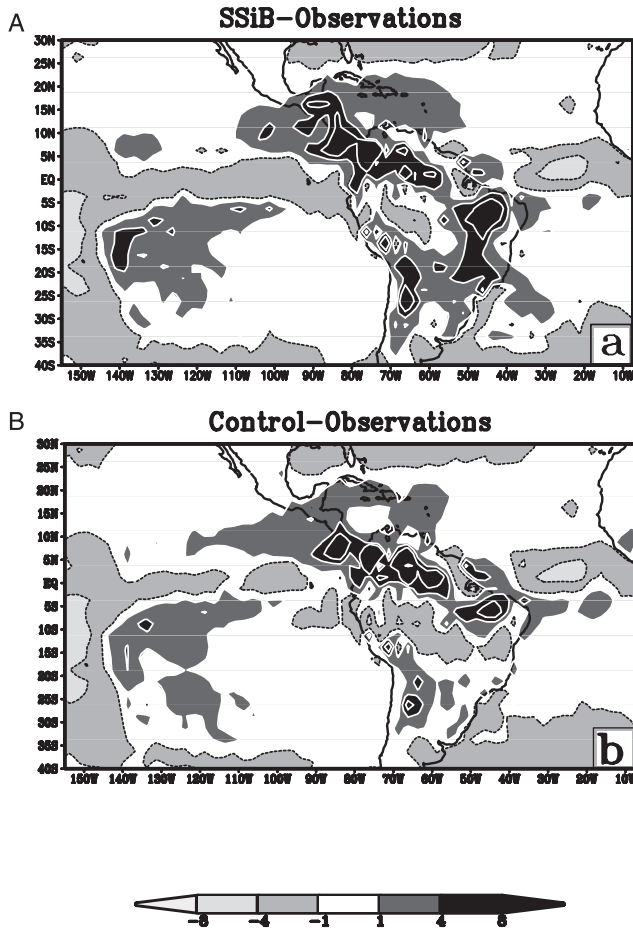 A
SSiB-Observations
30N
25N
20N
15N
10N
5N
EQ
5S
10S
15S
20S
25S
30S
35S
40S
a
150W 140W 130W 120W 110W 100W 90W 80W 70W 60W 50W 40W 30W 20W 10W
B
Control-Observations
30N
25N
20N
15N
10N
5N
EQ
5S
10S
15S
20S
25S
30S
35S
40S
b
150W 140W 130W 120W 110W 100W 90W 80W 70W 60W 50W 40W 30W 20W 10W
-8 -4 -1 1 4 8